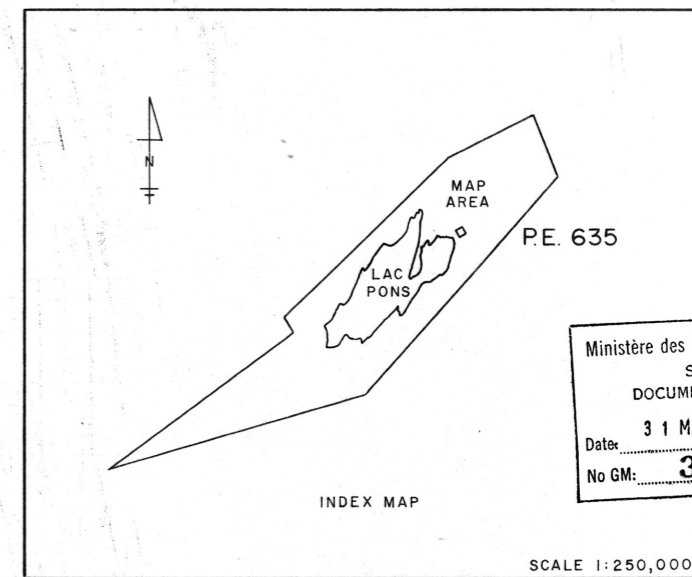 N
MAP
AREA
P.E. 635
LAC
PONS
Ministère des
S
DOCUM
Date: 3 1 M
No GM: 3
INDEX MAP
SCALE 1:250,000